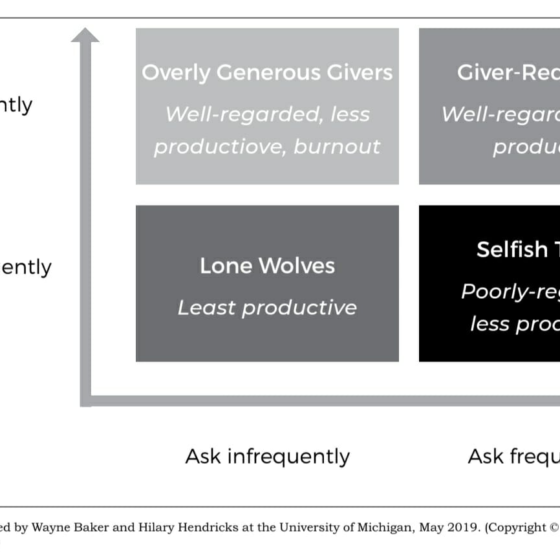 ntly
Overly Generous Givers
Well-regarded, less
productiove, burnout
Giver-Req
Well-regard
produ
ently
Lone Wolves
Least productive
Selfish T
Poorly-reg
less prod
Ask infrequently
Ask frequ
ed by Wayne Baker and Hilary Hendricks at the University of Michigan, May 2019. (Copyright ©